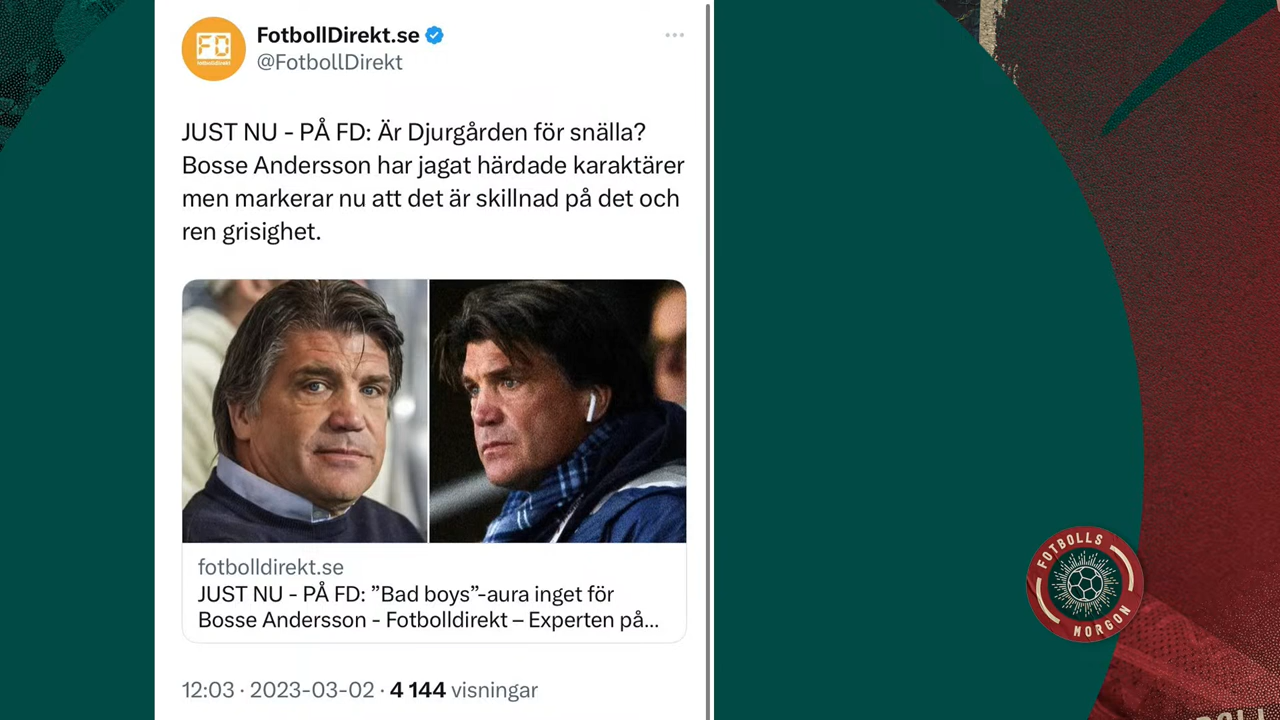 FotbollDirekt.se
@FotbollDirekt
JUST NU - PÅ FD: Är Djurgården för snälla?
Bosse Andersson har jagat härdade karaktärer
men markerar nu att det är skillnad på det och
ren grisighet.
fotbolldirekt.se
JUST NU - PÅ FD: ”Bad boys”-aura inget för
Bosse Andersson - Fotbolldirekt – Experten på...
12:03 · 2023-03-02 · 4 144 visningar
FD
FOTBOLLS
MORGON